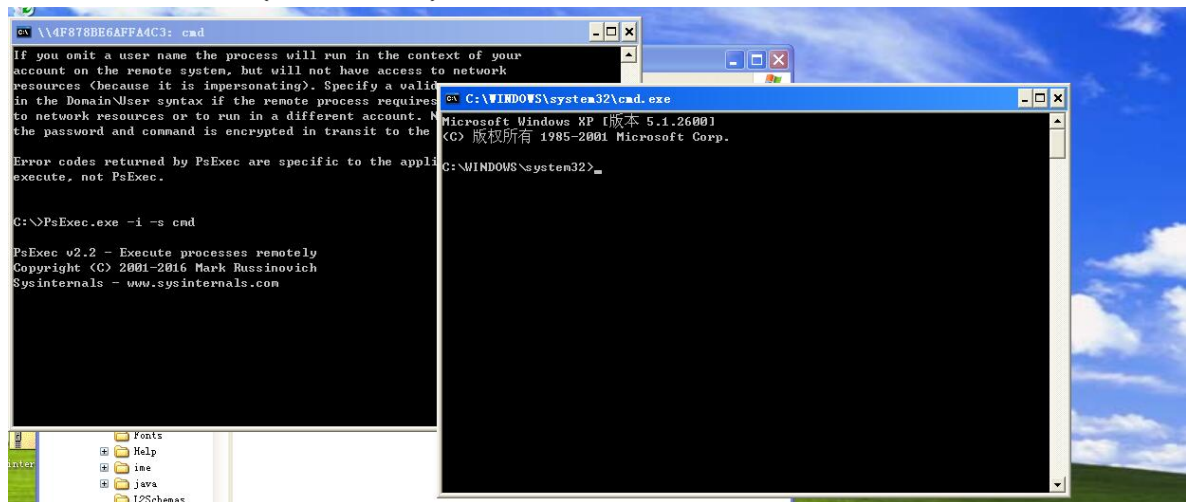 \\4F878BE6AFFA4C3: cmd
If you omit a user name the process will run in the context of your
account on the remote system, but will not have access to network
resources (because it is impersonating). Specify a valid
in the Domain\User syntax if the remote process requires
to network resources or to run in a different account. N
the password and command is encrypted in transit to the
Error codes returned by PsExec are specific to the appli
execute, not PsExec.
C:\>PsExec.exe -i -s cmd
PsExec v2.2 - Execute processes remotely
Copyright (C) 2001-2016 Mark Russinovich
Sysinternals - www.sysinternals.com
C:\WINDOWS\system32\cmd.exe
Microsoft Windows XP [版本 5.1.2600]
(C) 版权所有 1985-2001 Microsoft Corp.
C:\WINDOWS\system32>
Fonts
Help
ime
java
L2Schemas